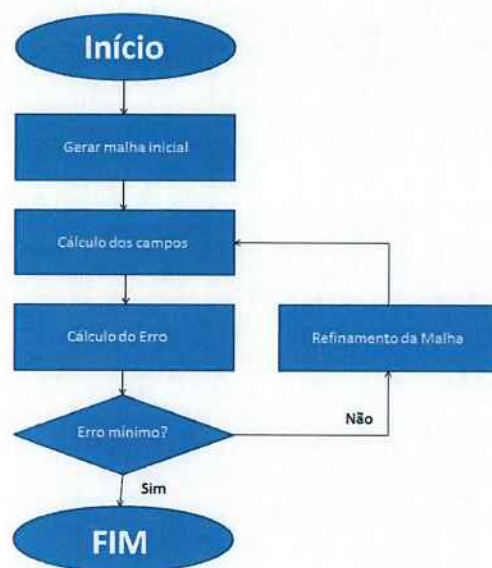 Início
Gerar malha inicial
Cálculo dos campos
Cálculo do Erro
Refinamento da Malha
Erro mínimo?
Não
Sim
FIM